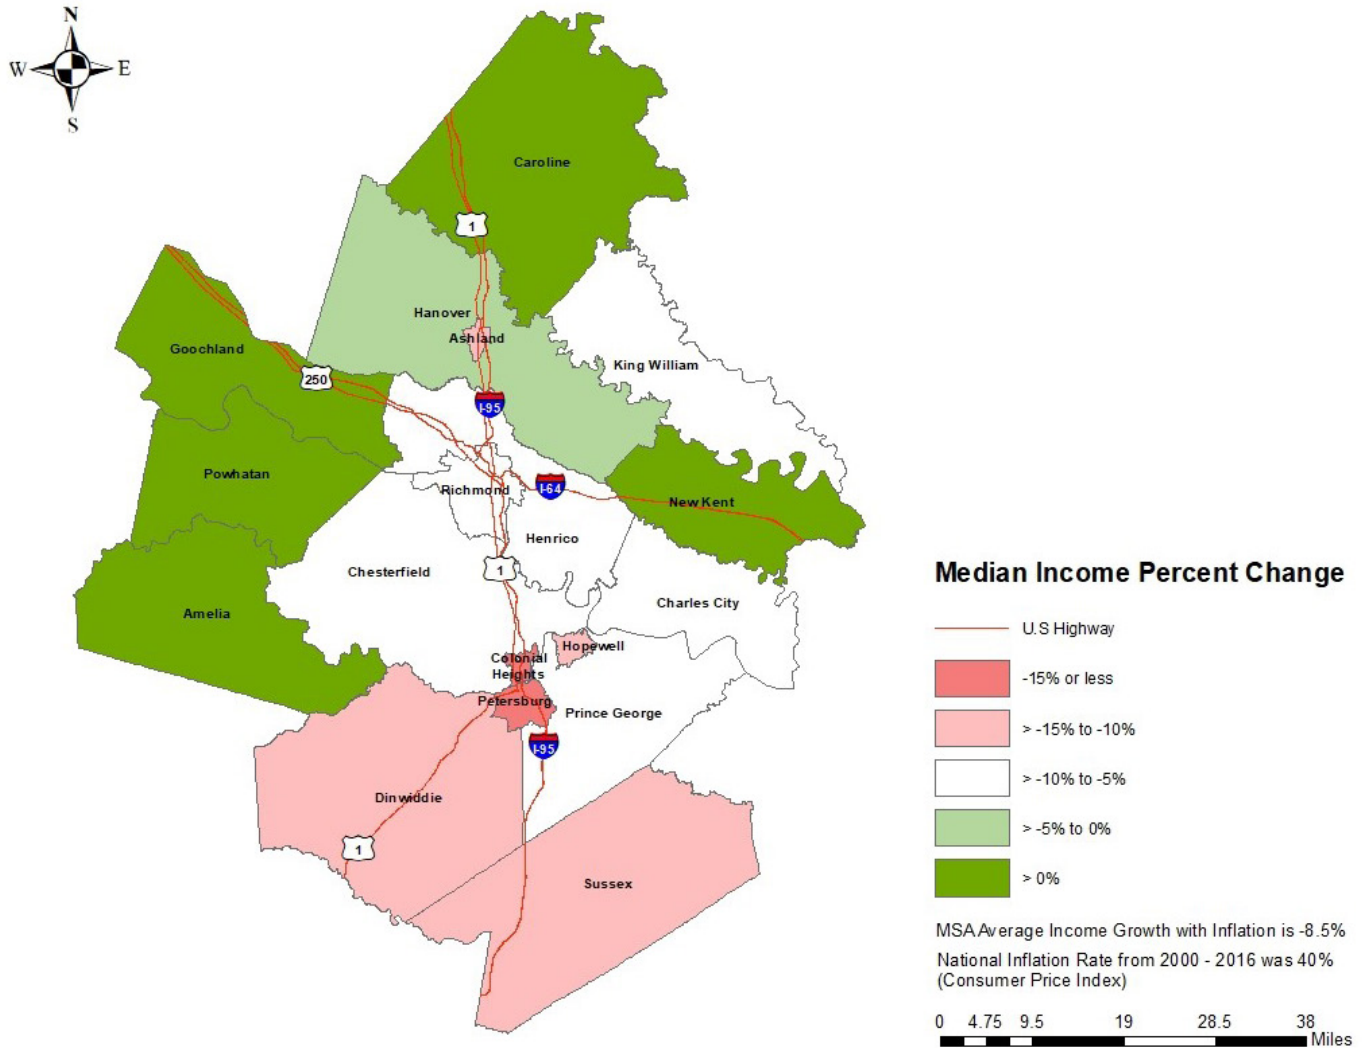 N
W E
S
Caroline
1
Hanover
Ashland
Goochland
King William
250
I-95
Powhatan
Richmond
I-64
New Kent
Henrico
1
Chesterfield
Charles City
Amelia
Hopewell
Colonial
Heights
Petersburg
Prince George
I-95
Dinwiddie
1
Sussex
Median Income Percent Change
U.S Highway
-15% or less
> -15% to -10%
> -10% to -5%
> -5% to 0%
> 0%
MSA Average Income Growth with Inflation is -8.5%
National Inflation Rate from 2000 - 2016 was 40%
(Consumer Price Index)
0 4.75 9.5 19 28.5 38
Miles